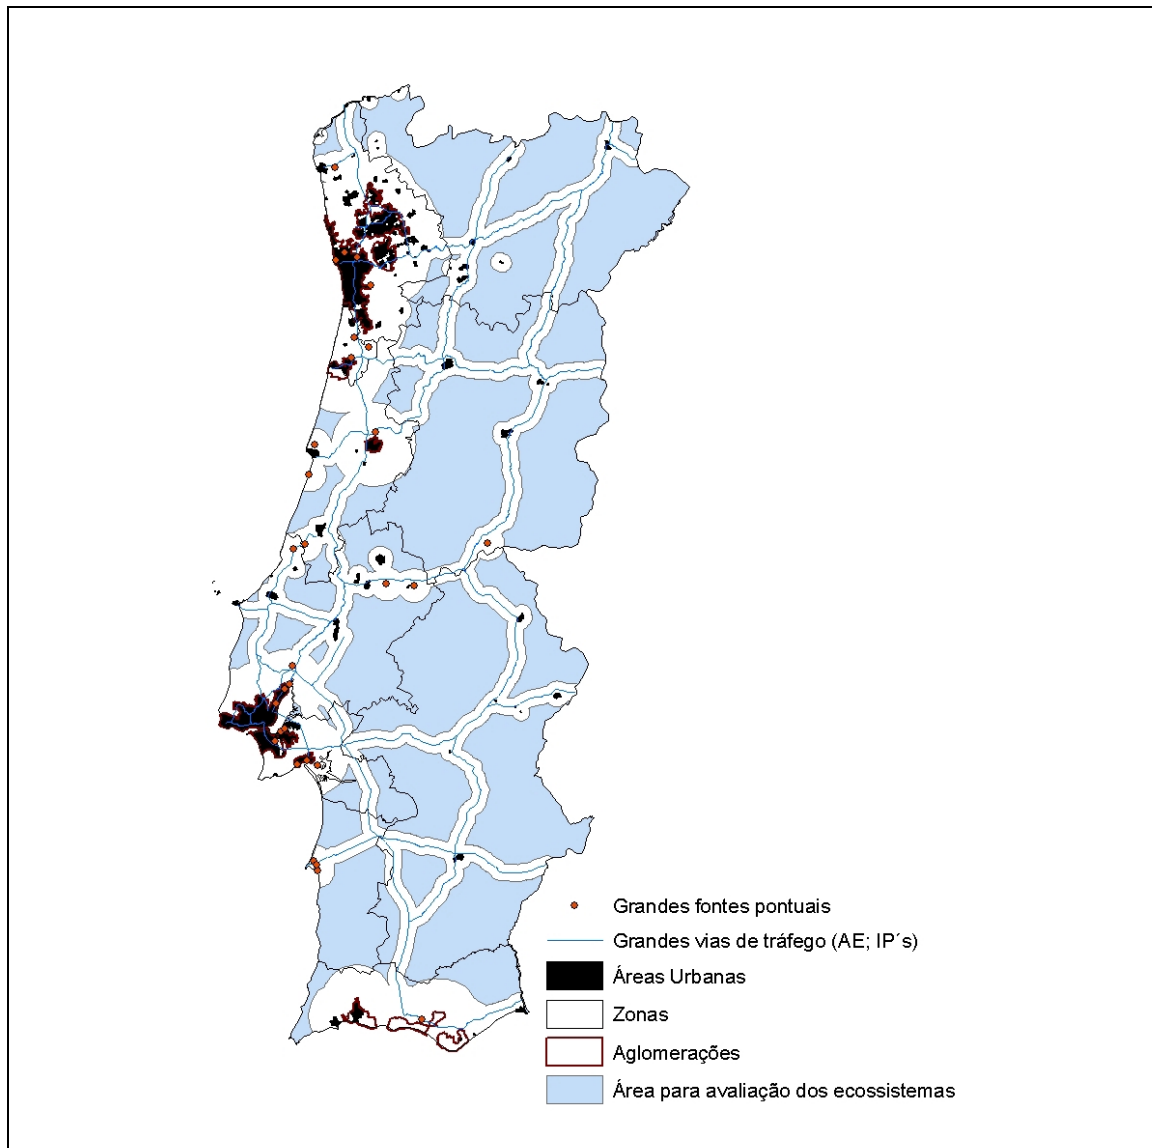 Grandes fontes pontuais
Grandes vias de tráfego (AE; IP´s)
Áreas Urbanas
Zonas
Aglomerações
Área para avaliação dos ecossistemas